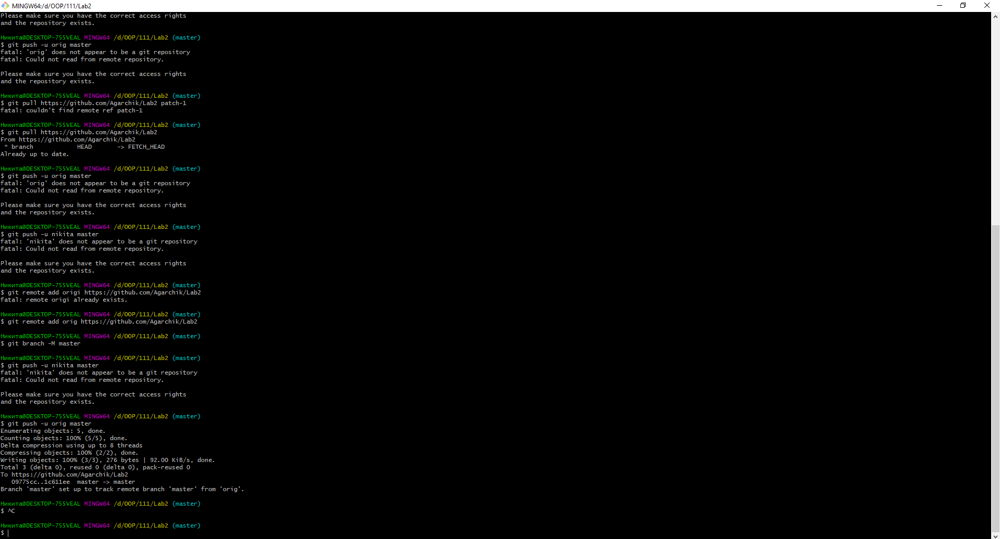 MINGW64:/d/OOP/111/Lab2
Please make sure you have the correct access rights
and the repository exists.
Никита@DESKTOP-755VEAL MINGW64 /d/OOP/111/Lab2 (master)
$ git push -u orig master
fatal: 'orig' does not appear to be a git repository
fatal: Could not read from remote repository.
Please make sure you have the correct access rights
and the repository exists.
Никита@DESKTOP-755VEAL MINGW64 /d/OOP/111/Lab2 (master)
$ git pull https://github.com/Agarchik/Lab2 patch-1
fatal: couldn't find remote ref patch-1
Никита@DESKTOP-755VEAL MINGW64 /d/OOP/111/Lab2 (master)
$ git pull https://github.com/Agarchik/Lab2
From https://github.com/Agarchik/Lab2
 * branch            HEAD       -> FETCH_HEAD
Already up to date.
Никита@DESKTOP-755VEAL MINGW64 /d/OOP/111/Lab2 (master)
$ git push -u orig master
fatal: 'orig' does not appear to be a git repository
fatal: Could not read from remote repository.
Please make sure you have the correct access rights
and the repository exists.
Никита@DESKTOP-755VEAL MINGW64 /d/OOP/111/Lab2 (master)
$ git push -u nikita master
fatal: 'nikita' does not appear to be a git repository
fatal: Could not read from remote repository.
Please make sure you have the correct access rights
and the repository exists.
Никита@DESKTOP-755VEAL MINGW64 /d/OOP/111/Lab2 (master)
$ git remote add origi https://github.com/Agarchik/Lab2
fatal: remote origi already exists.
Никита@DESKTOP-755VEAL MINGW64 /d/OOP/111/Lab2 (master)
$ git remote add orig https://github.com/Agarchik/Lab2
Никита@DESKTOP-755VEAL MINGW64 /d/OOP/111/Lab2 (master)
$ git branch -M master
Никита@DESKTOP-755VEAL MINGW64 /d/OOP/111/Lab2 (master)
$ git push -u nikita master
fatal: 'nikita' does not appear to be a git repository
fatal: Could not read from remote repository.
Please make sure you have the correct access rights
and the repository exists.
Никита@DESKTOP-755VEAL MINGW64 /d/OOP/111/Lab2 (master)
$ git push -u orig master
Enumerating objects: 5, done.
Counting objects: 100% (5/5), done.
Delta compression using up to 8 threads
Compressing objects: 100% (2/2), done.
Writing objects: 100% (3/3), 276 bytes | 92.00 KiB/s, done.
Total 3 (delta 0), reused 0 (delta 0), pack-reused 0
To https://github.com/Agarchik/Lab2
   09775cc..1c611ee  master -> master
Branch 'master' set up to track remote branch 'master' from 'orig'.
Никита@DESKTOP-755VEAL MINGW64 /d/OOP/111/Lab2 (master)
$ ^C
Никита@DESKTOP-755VEAL MINGW64 /d/OOP/111/Lab2 (master)
$